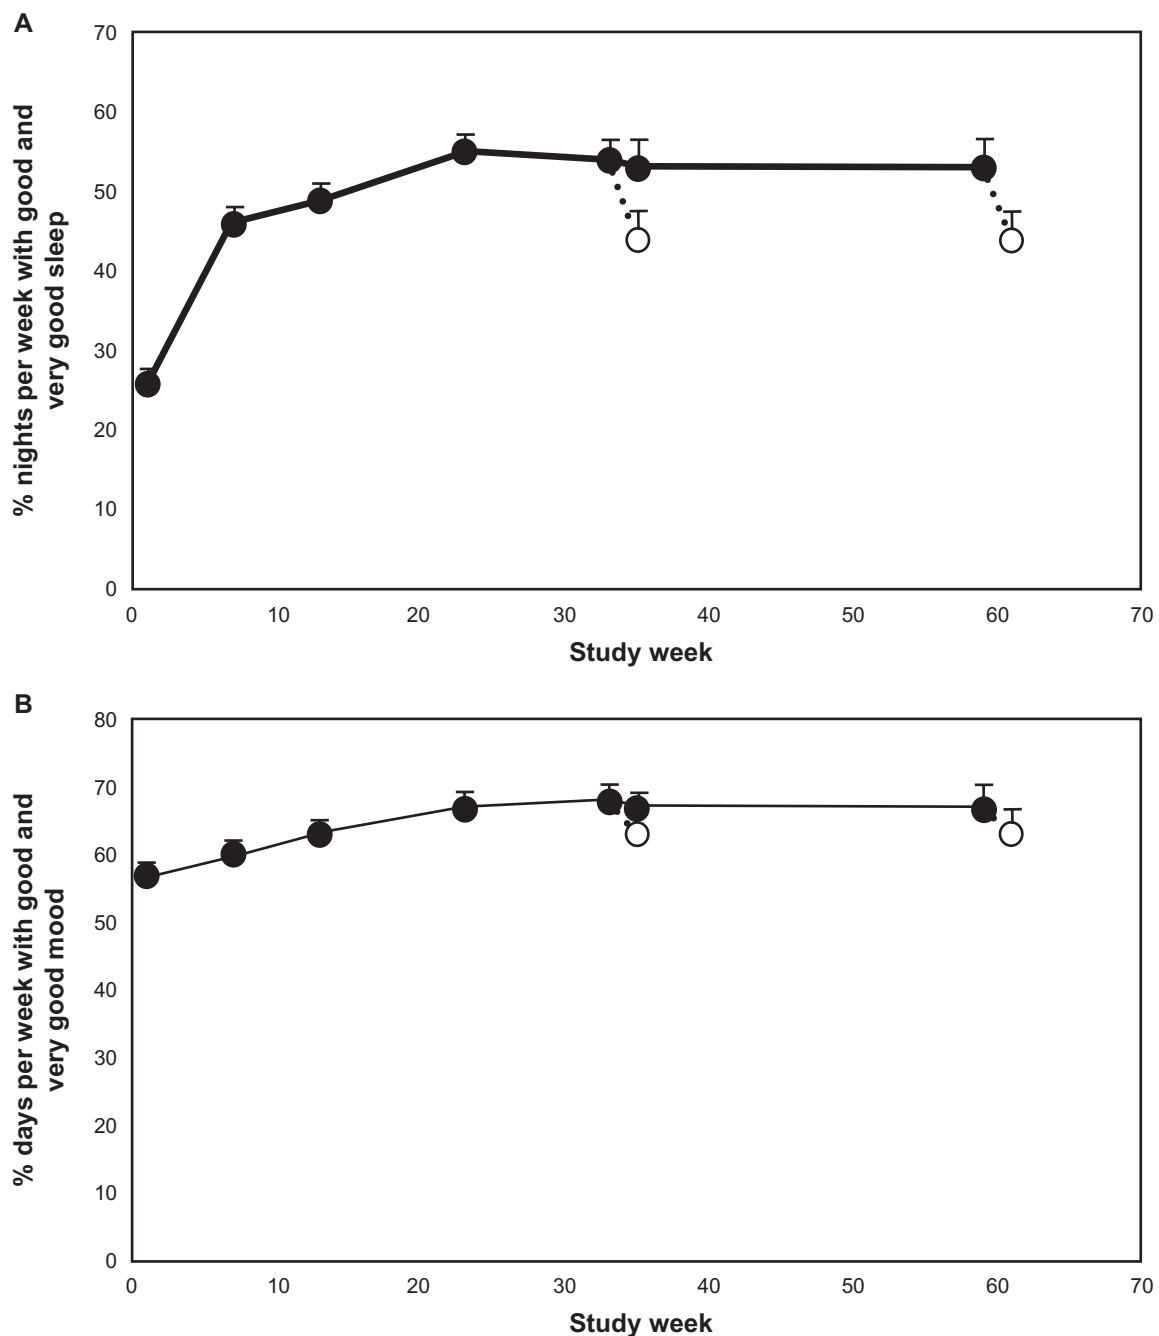 A
70
60
50
40
30
20
10
0
% nights per week with good and
very good sleep
0 10 20 30 40 50 60 70
Study week
B
80
70
60
50
40
30
20
10
0
% days per week with good and
very good mood
0 10 20 30 40 50 60 70
Study week